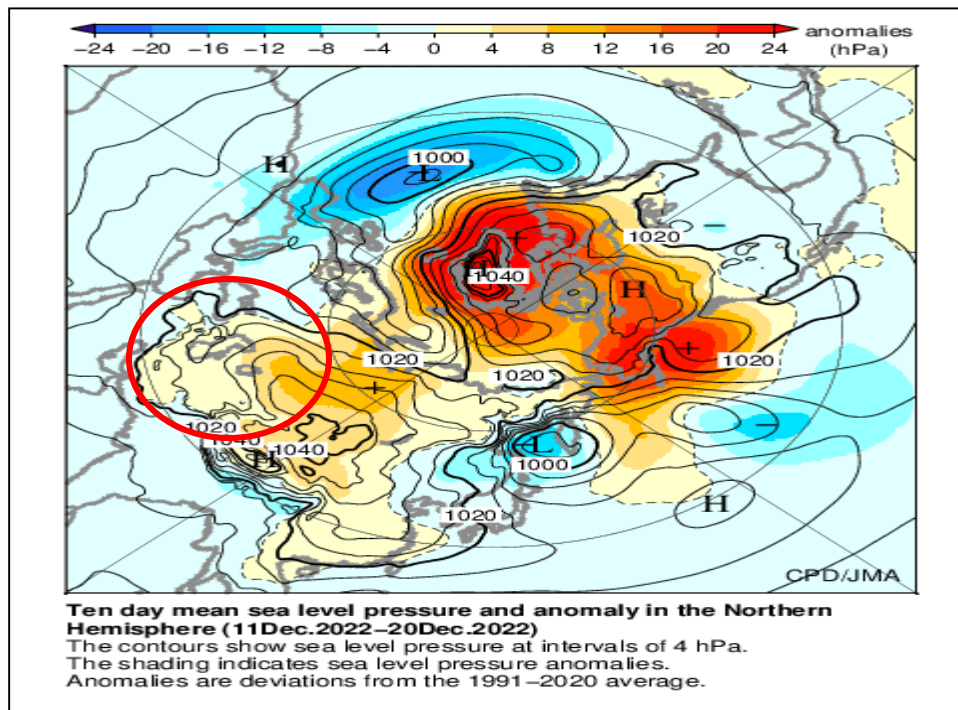 anomalies
−24 −20 −16 −12 −8 −4 0 4 8 12 16 20 24 (hPa)
H 1000 L
1020
1040
H
1020 1020 1020
1020
1040 1040
H L
1000
H
1020
CPD/JMA
Ten day mean sea level pressure and anomaly in the Northern
Hemisphere (11Dec.2022−20Dec.2022)
The contours show sea level pressure at intervals of 4 hPa.
The shading indicates sea level pressure anomalies.
Anomalies are deviations from the 1991−2020 average.